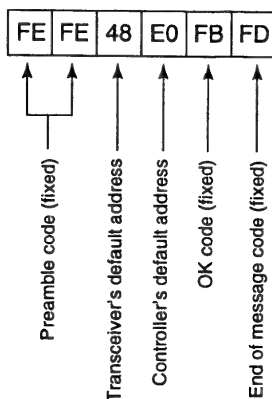 FE FE 48 E0 FB FD
Preamble code (fixed)
Transceiver's default address
Controller's default address
OK code (fixed)
End of message code (fixed)